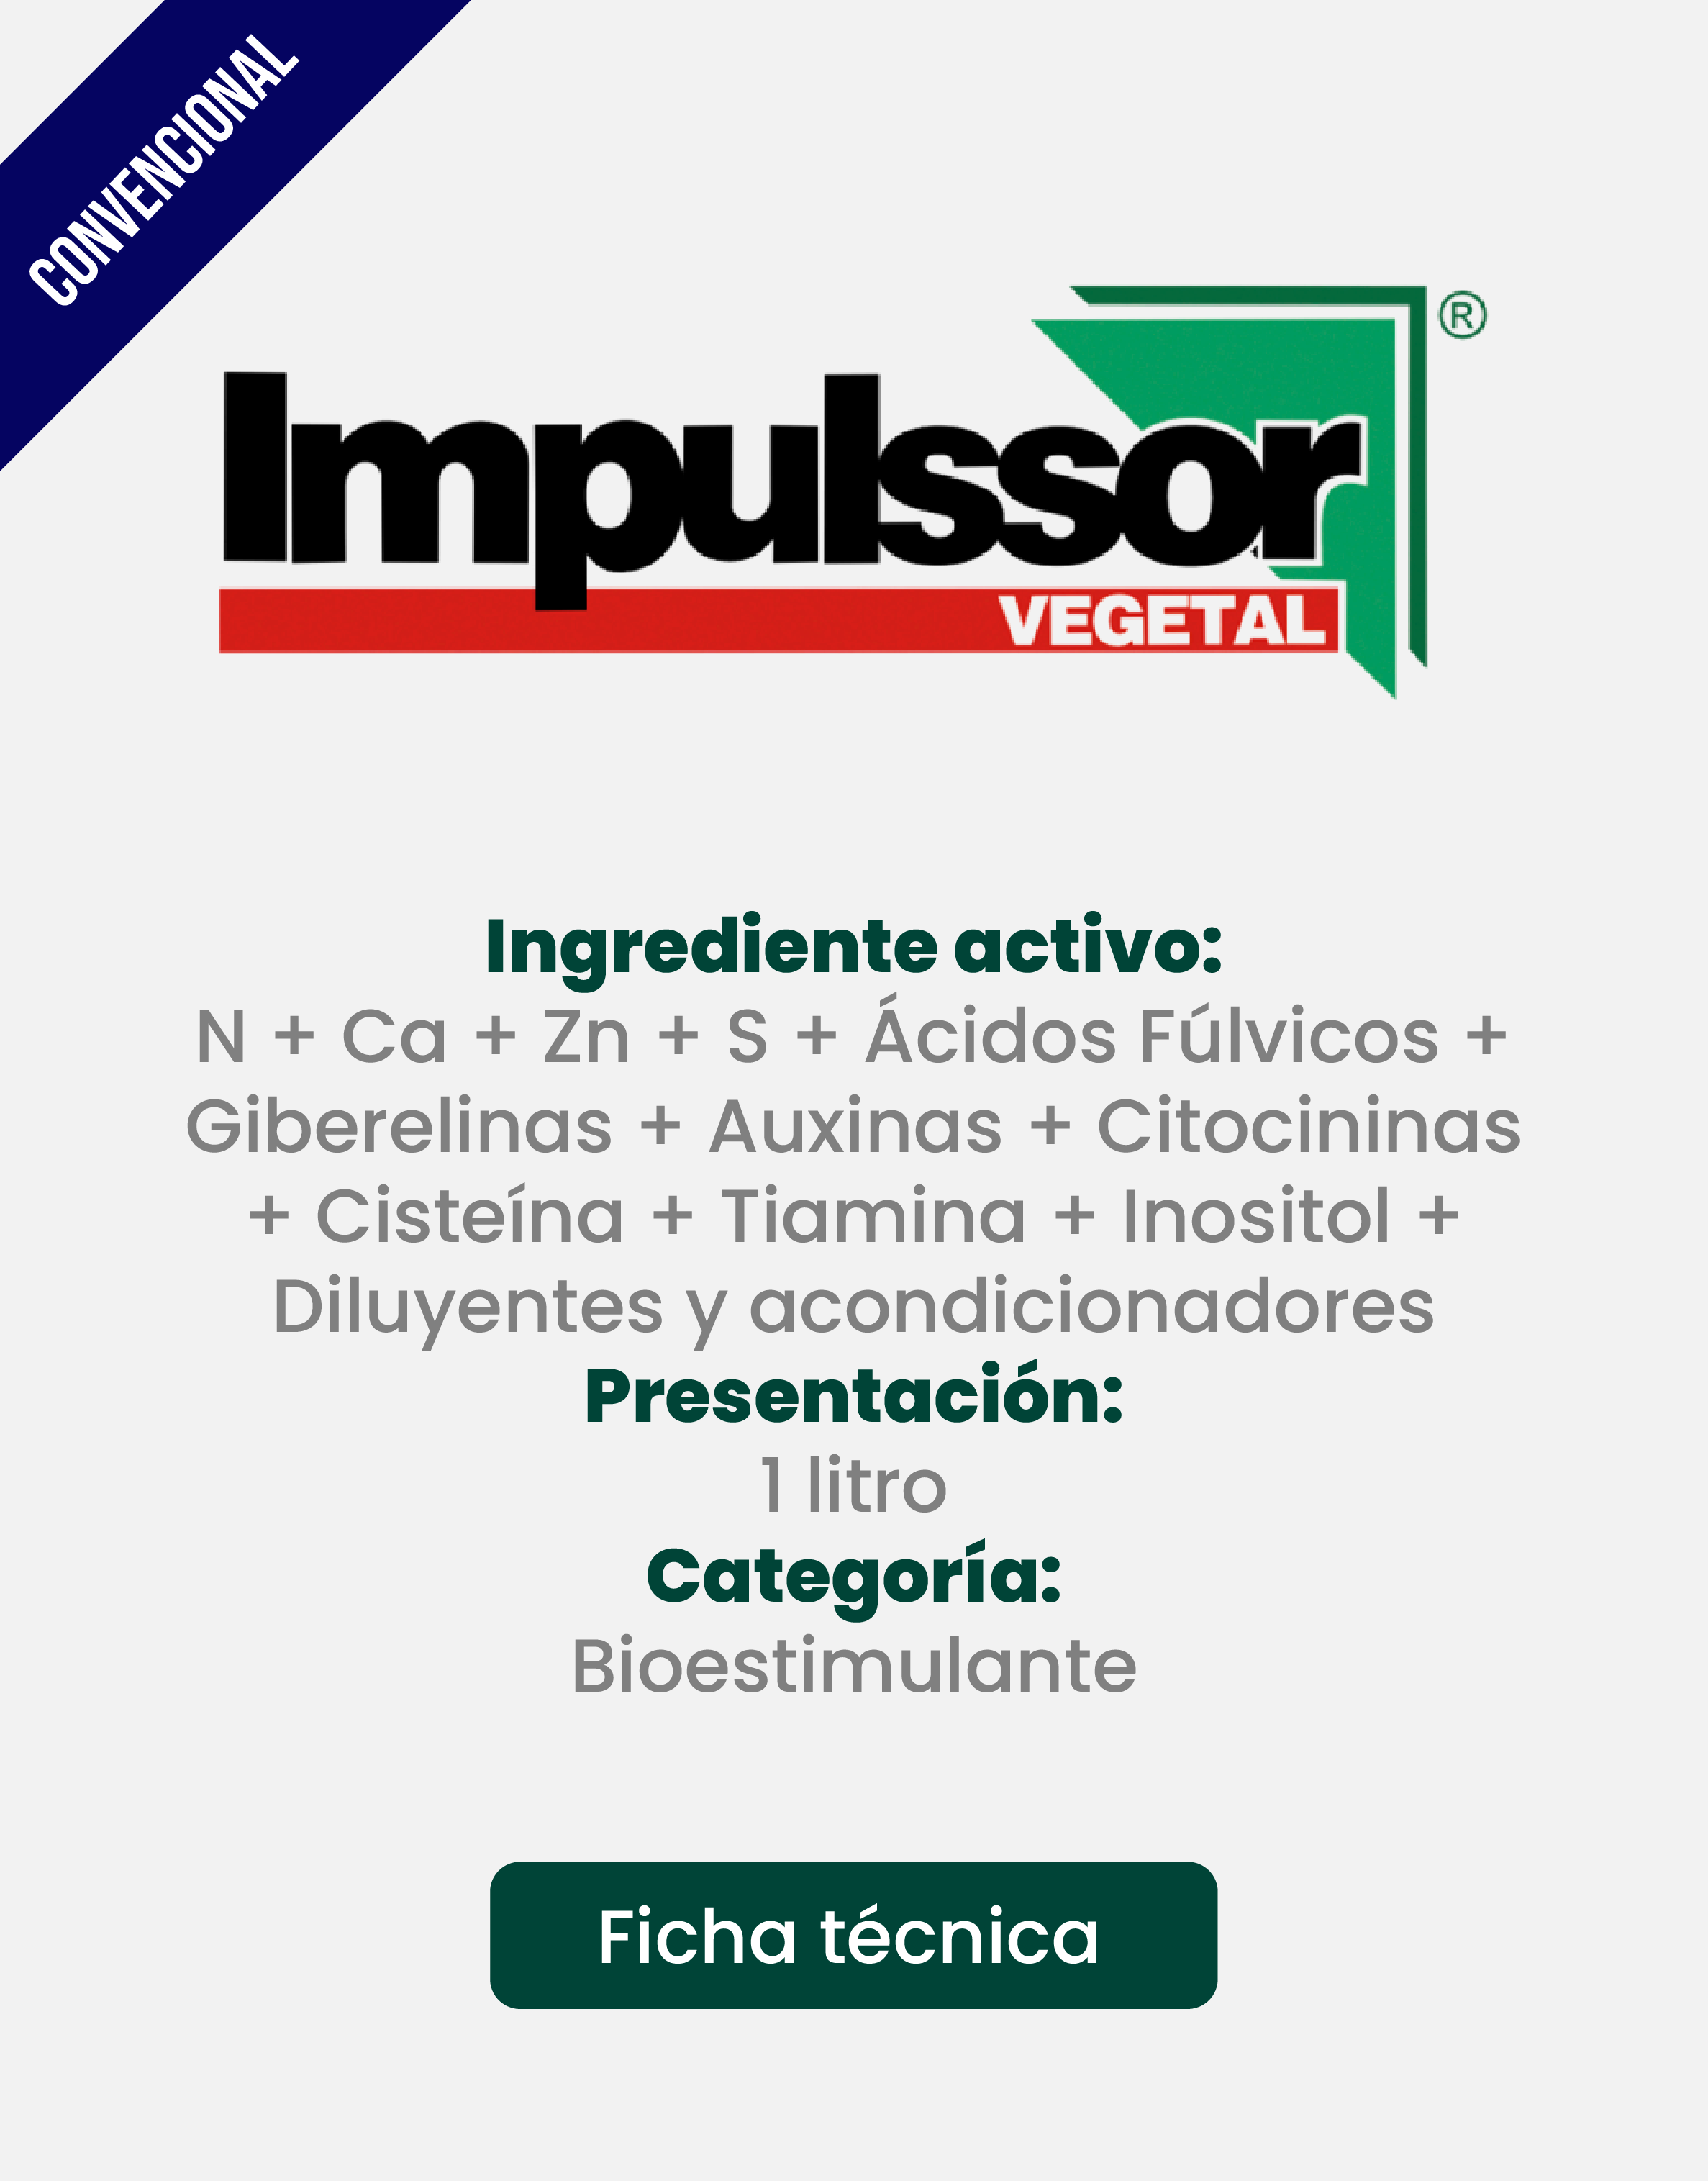 CONVENCIONAL
Impulssor®
VEGETAL
Ingrediente activo:
N + Ca + Zn + S + Ácidos Fúlvicos +
Giberelinas + Auxinas + Citocininas
+ Cisteína + Tiamina + Inositol +
Diluyentes y acondicionadores
Presentación:
1 litro
Categoría:
Bioestimulante
Ficha técnica